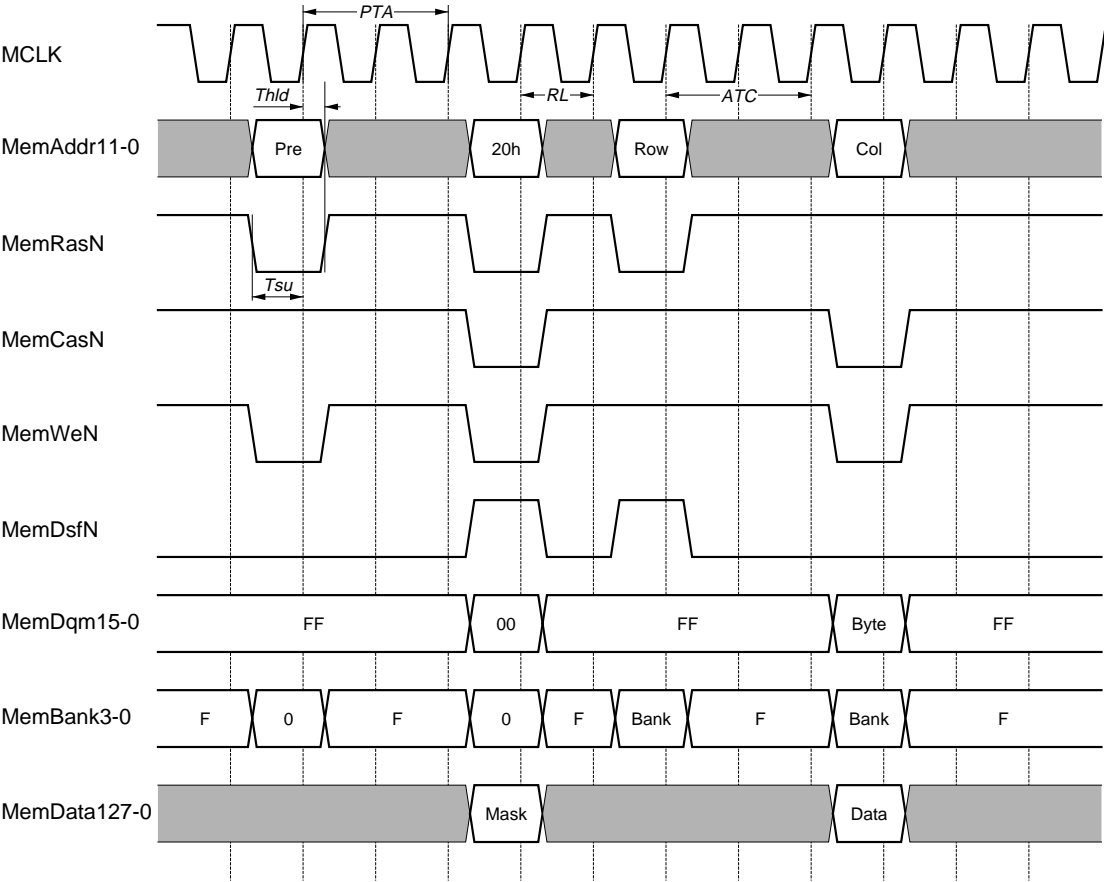 PTA
MCLK
Thld
RL
ATC
MemAddr11-0
Pre
20h
Row
Col
MemRasN
Tsu
MemCasN
MemWeN
MemDsfN
MemDqm15-0
FF
00
FF
Byte
FF
MemBank3-0
F
0
F
0
F
Bank
F
Bank
F
MemData127-0
Mask
Data